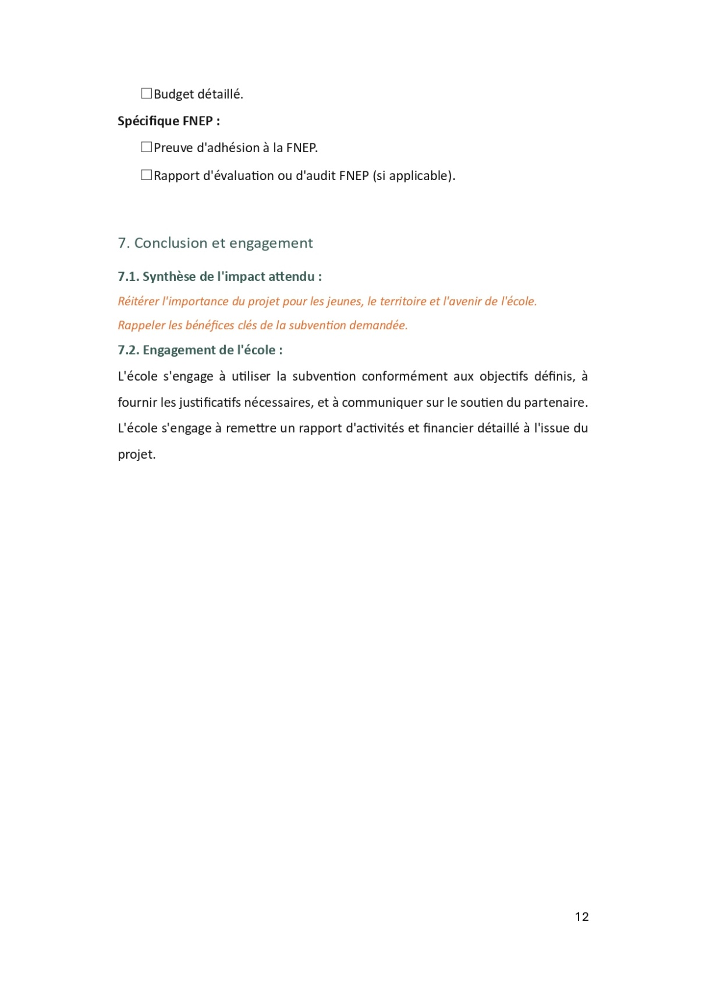 ☐Budget détaillé.
Spécifique FNEP :
☐Preuve d'adhésion à la FNEP.
☐Rapport d'évaluation ou d'audit FNEP (si applicable).
7. Conclusion et engagement
7.1. Synthèse de l'impact attendu :
Réitérer l'importance du projet pour les jeunes, le territoire et l'avenir de l'école.
Rappeler les bénéfices clés de la subvention demandée.
7.2. Engagement de l'école :
L'école s'engage à utiliser la subvention conformément aux objectifs définis, à
fournir les justificatifs nécessaires, et à communiquer sur le soutien du partenaire.
L'école s'engage à remettre un rapport d'activités et financier détaillé à l'issue du
projet.
12